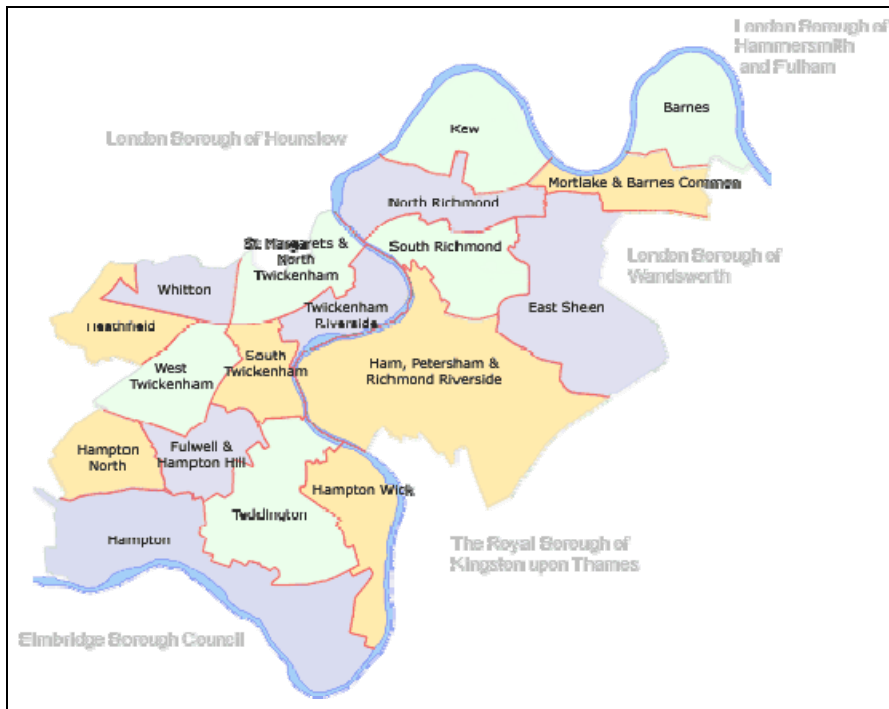 London Borough of
Hammersmith
and Fulham
Barnes
Kew
London Borough of Hounslow
Mortlake & Barnes Common
North Richmond
St. Margarets &
North
Twickenham
South Richmond
London Borough of
Wandsworth
Whitton
Twickenham
Riverside
East Sheen
Heathfield
South
Twickenham
West
Twickenham
Ham, Petersham &
Richmond Riverside
Hampton
North
Fulwell &
Hampton Hill
Hampton Wick
Teddington
Hampton
The Royal Borough of
Kingston upon Thames
Elmbridge Borough Council